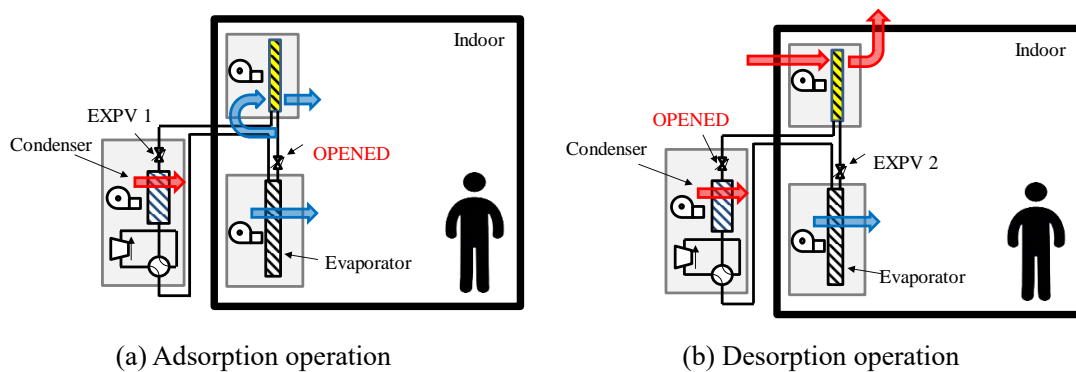 Indoor
EXPV 1
Condenser
OPENED
Evaporator
(a) Adsorption operation
Indoor
OPENED
Condenser
EXPV 2
Evaporator
(b) Desorption operation